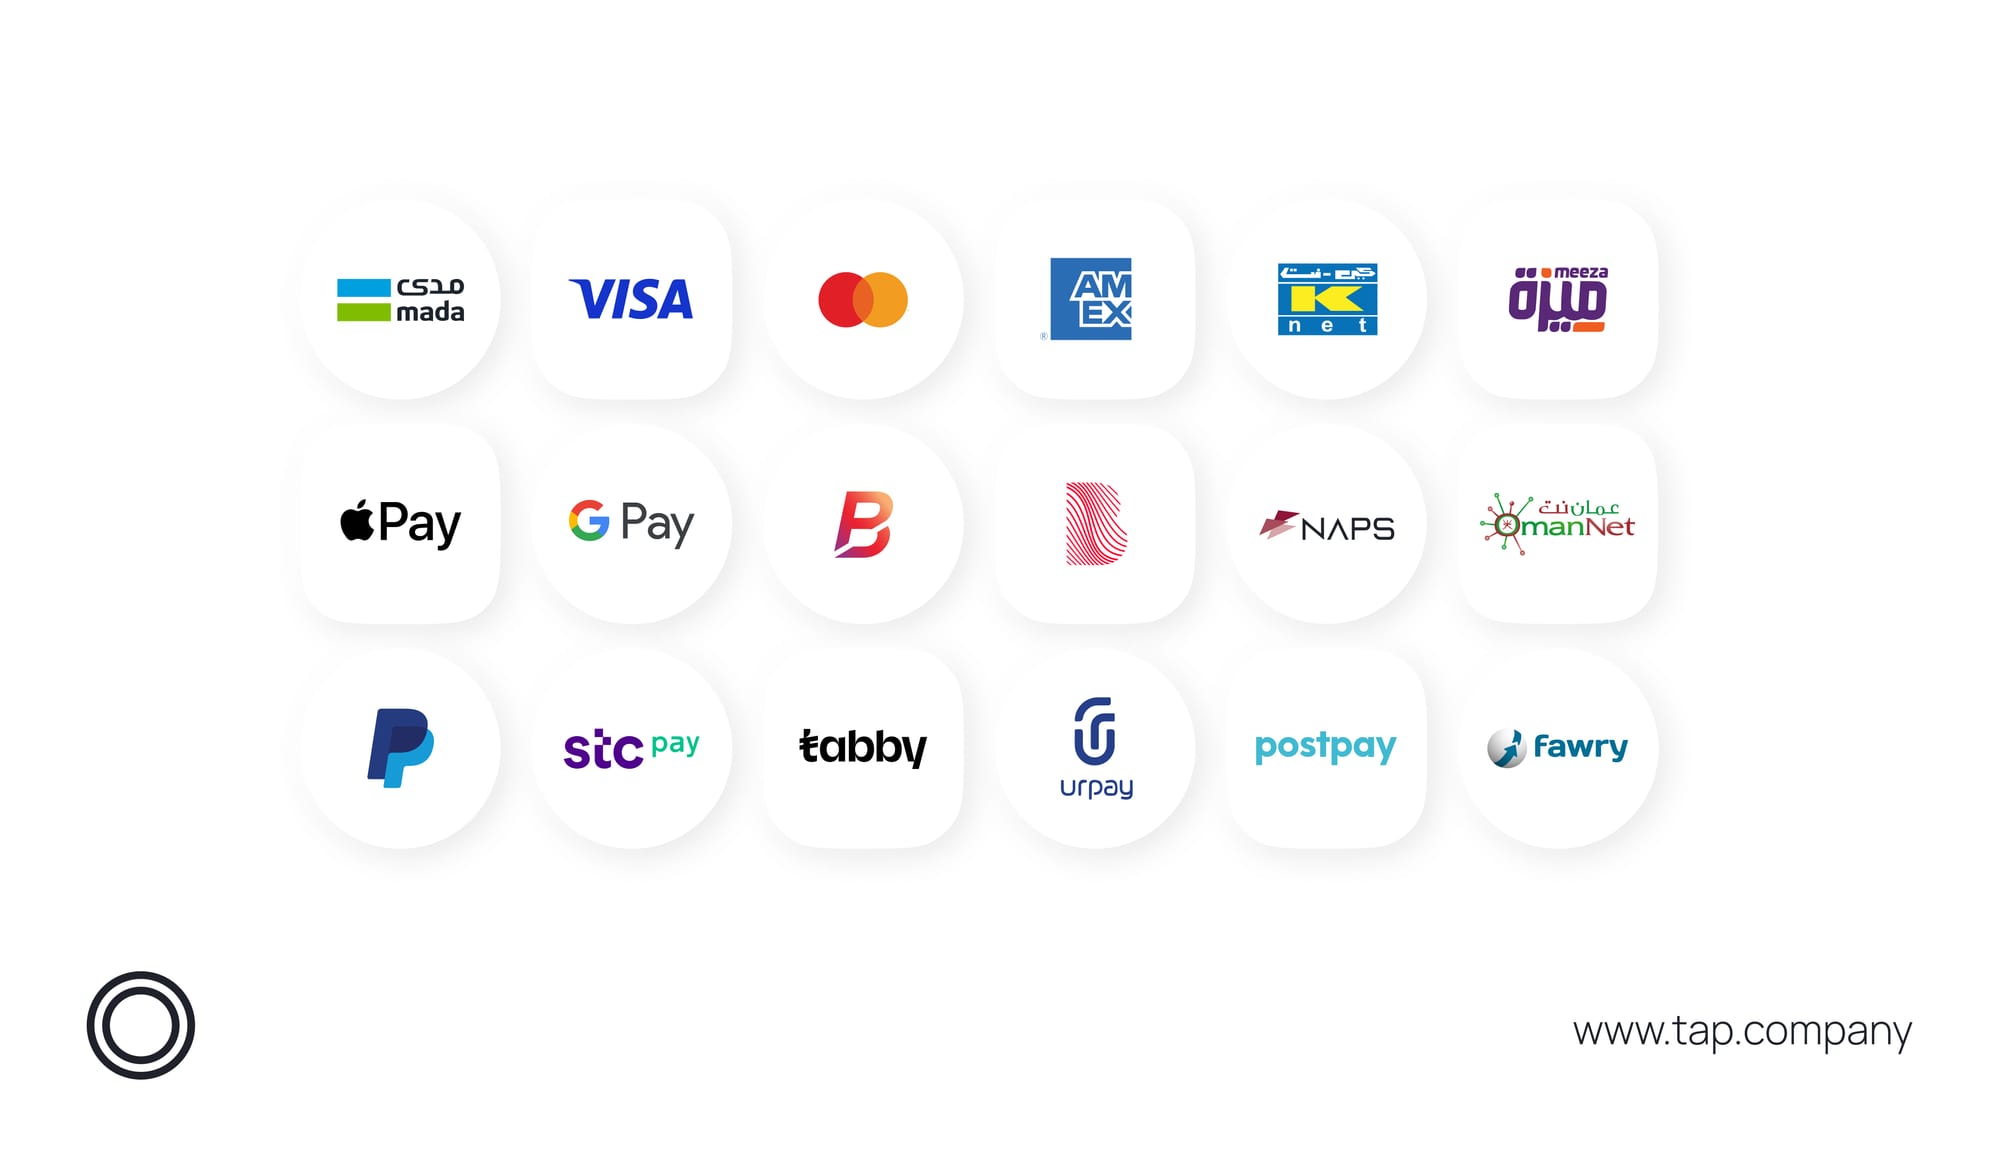 مدى
mada
VISA
AM
EX
®
كي-نت
K
net
meeza
ميزة
Pay
G Pay
B
B
NAPS
عمان نت
OmanNet
P
stc pay
tabby
urpay
postpay
fawry
www.tap.company